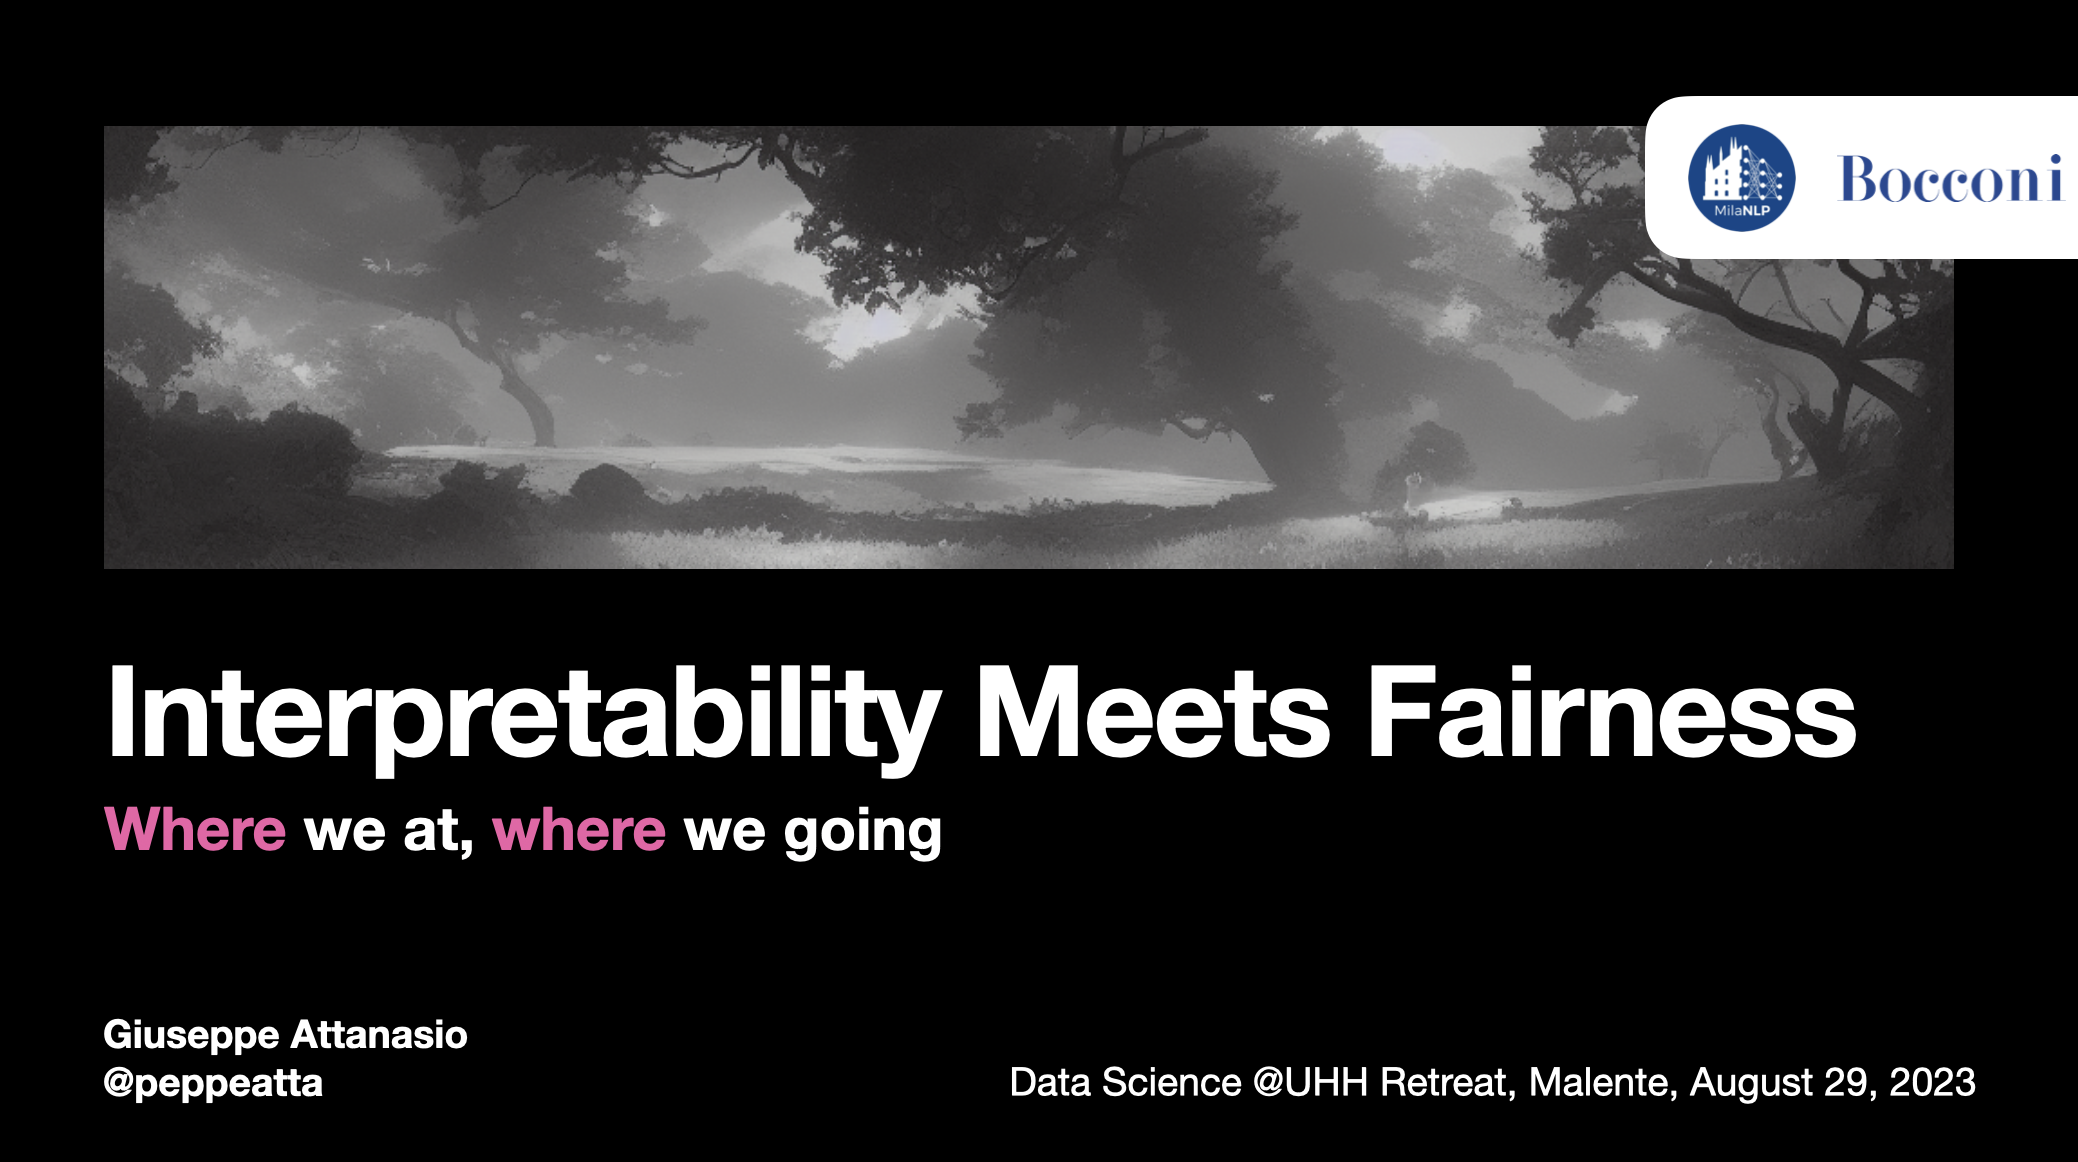 MilaNLP
Bocconi
Interpretability Meets Fairness
Where we at, where we going
Giuseppe Attanasio
@peppeatta
Data Science @UHH Retreat, Malente, August 29, 2023